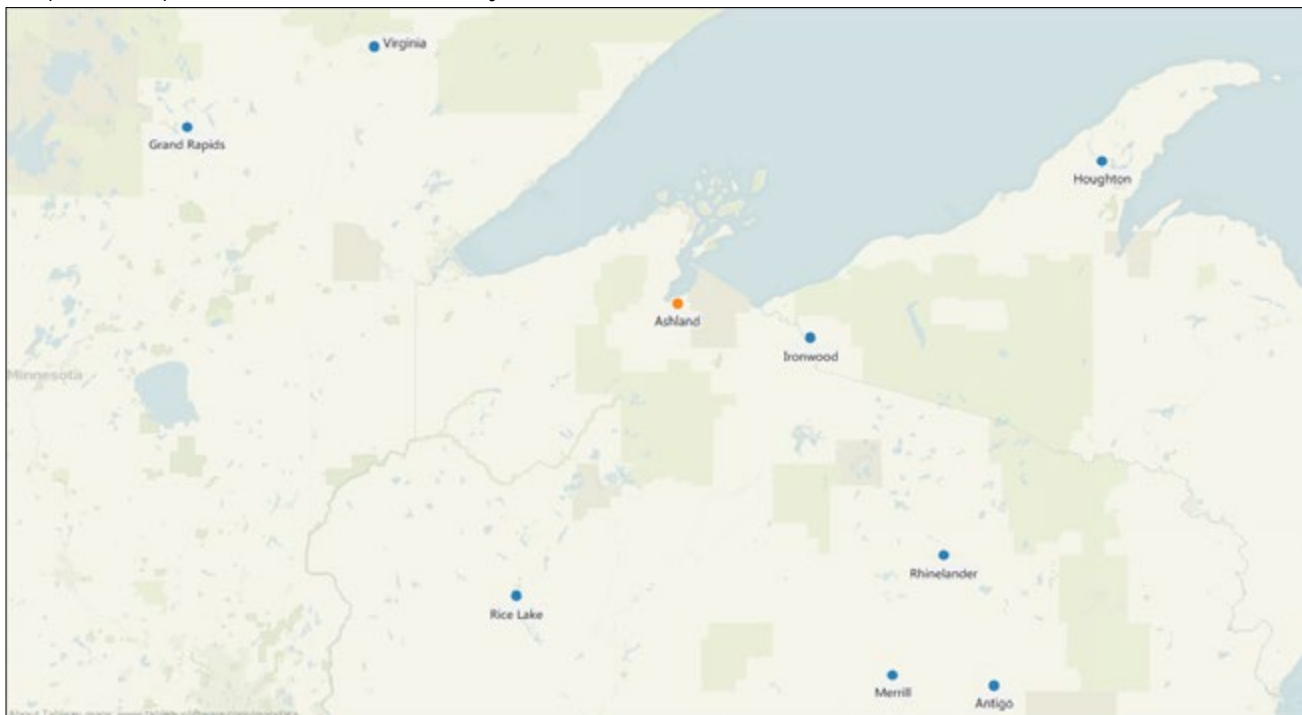 Virginia
Grand Rapids
Houghton
Ashland
Ironwood
Minnesota
Rhinelander
Rice Lake
Merrill
Antigo